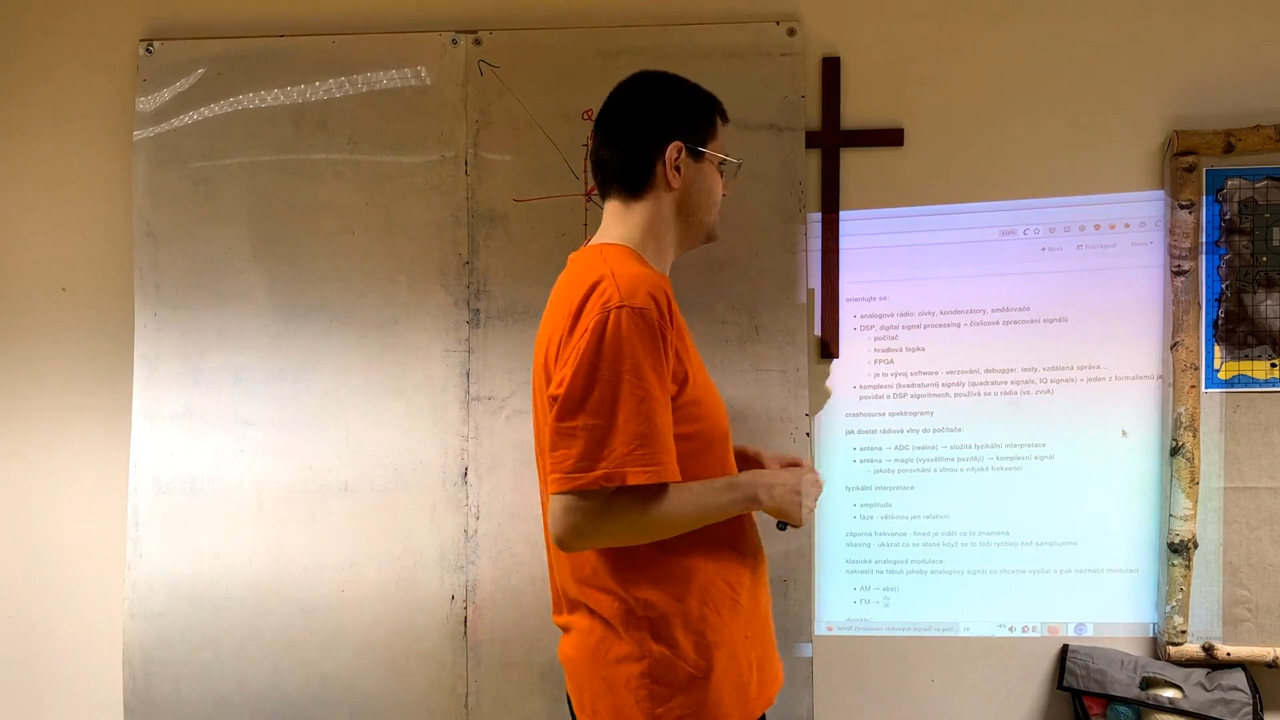 Q
+ Nová Publikovat Menu
orientujte se:
• analogové rádio: cívky, kondenzátory, směšovače
• DSP, digital signal processing = číslicové zpracování signálů
◦ počítač
◦ hradlová logika
◦ FPGA
◦ je to vývoj software - verzování, debugger, testy, vzdálená správa...
• komplexní (kvadraturní) signály (quadrature signals, IQ signals) = jeden z formalismů je
povídat o DSP algoritmech, používá se u rádia (vs. zvuk)
crashcourse spektrogramy
jak dostat rádiové vlny do počítače:
• anténa → ADC (reálné) → složitá fyzikální interpretace
• anténa → magic (vysvětlíme později) → komplexní signál
◦ jakoby porovnání s vlnou o nějaké frekvenci
fyzikální interpretace
• amplituda
• fáze - většinou jen relativní
záporná frekvence - hned je vidět co to znamená
aliasing - ukázat co se stane když se to točí rychleji než samplujeme
klasické analogové modulace:
nakreslit na tabuli jakoby analogový signál co chceme vysílat a pak naznačit modulaci
• AM → abs()
• FM →
digitální: